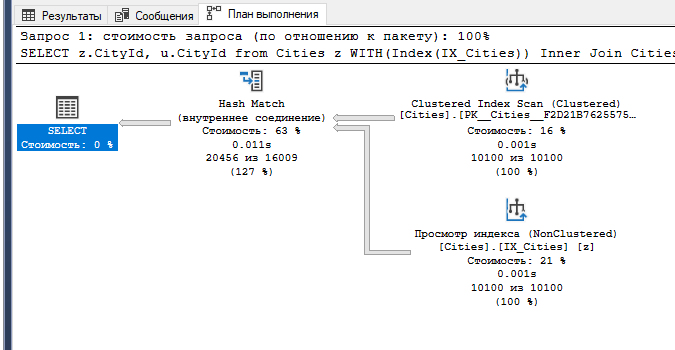 Результаты Сообщения План выполнения
Запрос 1: стоимость запроса (по отношению к пакету): 100%
SELECT z.CityId, u.CityId from Cities z WITH(Index(IX_Cities)) Inner Join Cities
Hash Match
(внутреннее соединение)
Стоимость: 63 %
0.011s
20456 из 16009
(127 %)
Clustered Index Scan (Clustered)
[Cities].[PK__Cities__F2D21B7625575…
Стоимость: 16 %
0.001s
10100 из 10100
(100 %)
SELECT
Стоимость: 0 %
Просмотр индекса (NonClustered)
[Cities].[IX_Cities] [z]
Стоимость: 21 %
0.001s
10100 из 10100
(100 %)